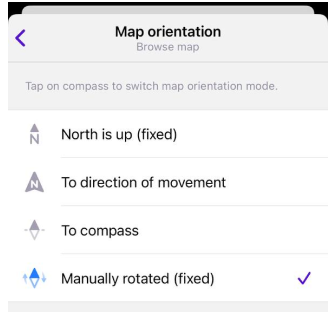 Map orientation
Browse map
Tap on compass to switch map orientation mode.
N North is up (fixed)
N To direction of movement
To compass
Manually rotated (fixed)